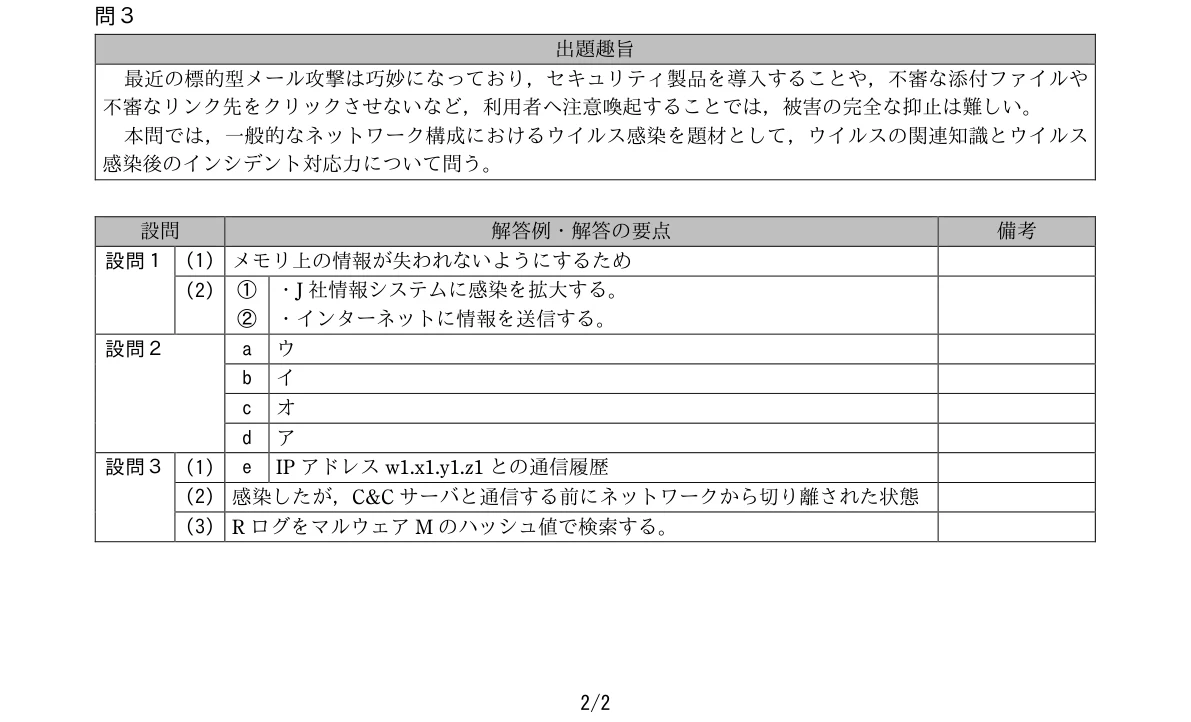 問３
出題趣旨
最近の標的型メール攻撃は巧妙になっており，セキュリティ製品を導入することや，不審な添付ファイルや
不審なリンク先をクリックさせないなど，利用者へ注意喚起することでは，被害の完全な抑止は難しい。
本問では，一般的なネットワーク構成におけるウイルス感染を題材として，ウイルスの関連知識とウイルス
感染後のインシデント対応力について問う。
設問 解答例・解答の要点 備考
設問１ (1) メモリ上の情報が失われないようにするため
(2) ① ・J 社情報システムに感染を拡大する。
② ・インターネットに情報を送信する。
設問２ a ウ
b イ
c オ
d ア
設問３ (1) e IP アドレス w1.x1.y1.z1 との通信履歴
(2) 感染したが，C&C サーバと通信する前にネットワークから切り離された状態
(3) R ログをマルウェア M のハッシュ値で検索する。
2/2